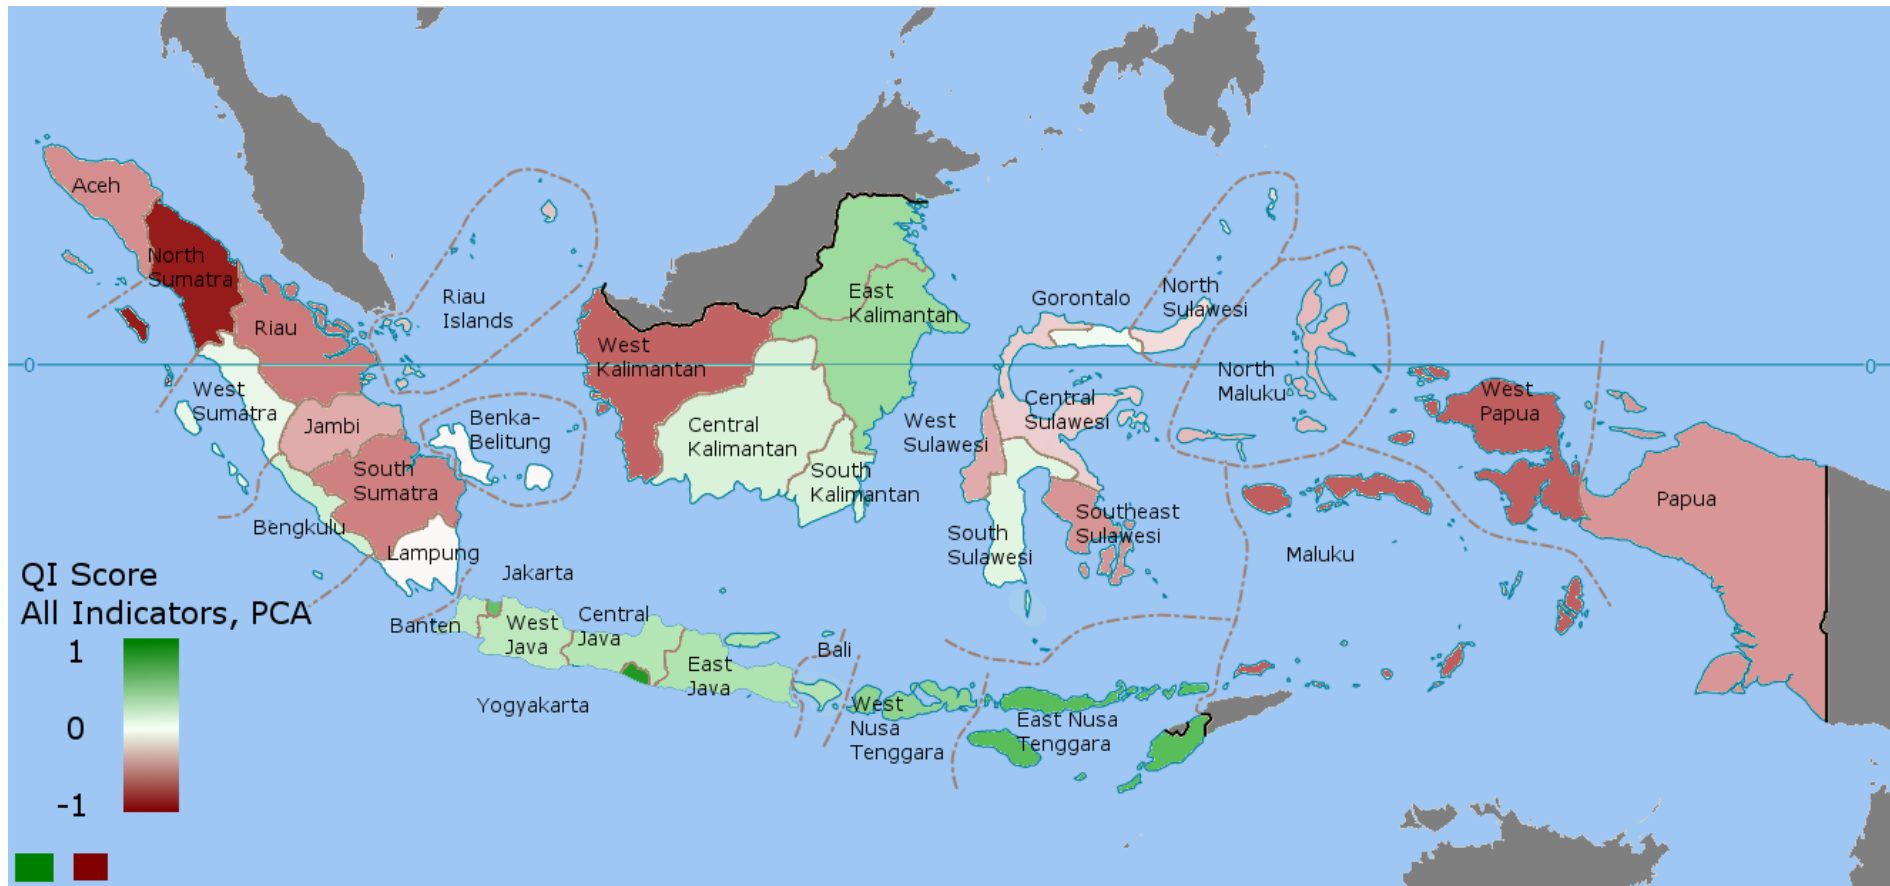 Aceh
North
Sumatra
Riau
Riau
Islands
West
Sumatra
Jambi
Benka-
Belitung
South
Sumatra
Bengkulu
Lampung
West
Kalimantan
East
Kalimantan
Central
Kalimantan
South
Kalimantan
Gorontalo
North
Sulawesi
Central
Sulawesi
West
Sulawesi
South
Sulawesi
Southeast
Sulawesi
North
Maluku
Maluku
West
Papua
Papua
0
0
Jakarta
Banten
West
Java
Central
Java
Yogyakarta
East
Java
Bali
West
Nusa
Tenggara
East Nusa
Tenggara
QI Score
All Indicators, PCA
1
0
-1